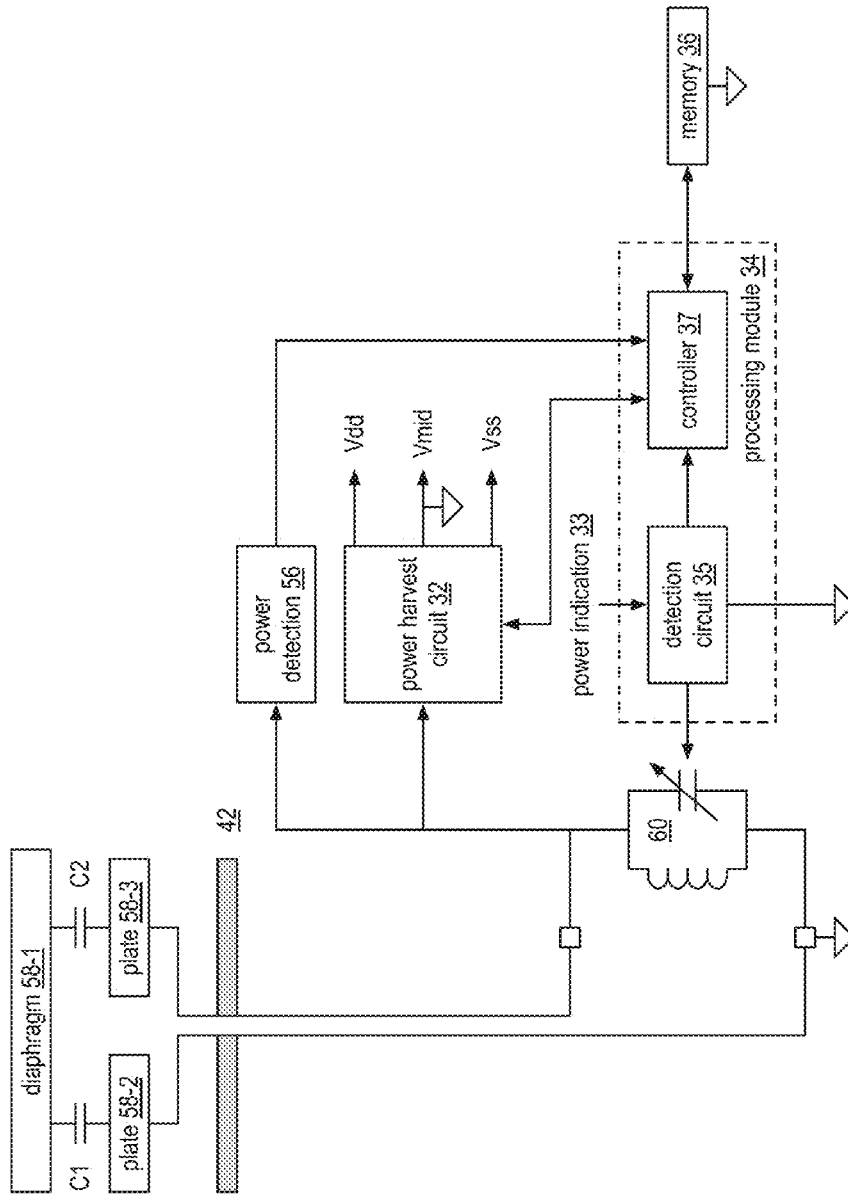 diaphragm 58-1
C1
C2
plate 58-2
plate 58-3
42
power
detection 56
power harvest
circuit 32
Vdd
Vmid
Vss
power indication 33
60
detection
circuit 35
controller 37
processing module 34
memory 36